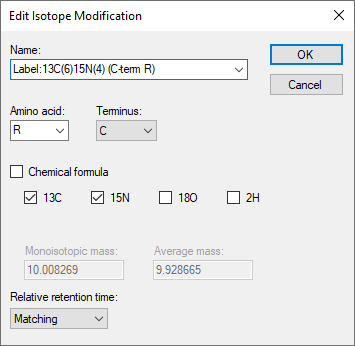 Edit Isotope Modification
Name:
Label:13C(6)15N(4) (C-term R)
OK
Cancel
Amino acid: Terminus:
R C
Chemical formula
13C 15N 18O 2H
Monoisotopic mass: Average mass:
10.008269 9.928665
Relative retention time:
Matching